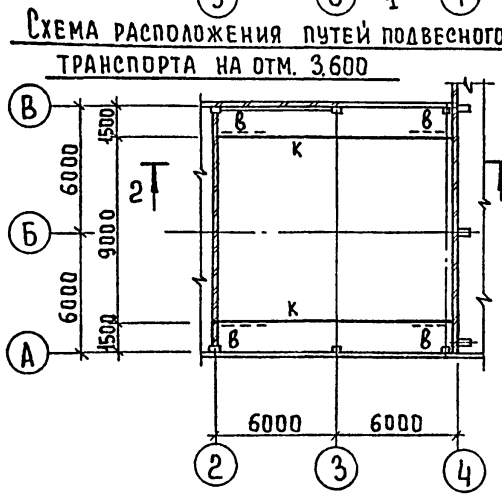 Схема расположения путей подвесного
транспорта на отм. 3,600
В
1500
в
в
К
6000
2
Б
9000
К
6000
1500
в
в
А
6000
6000
2
3
4